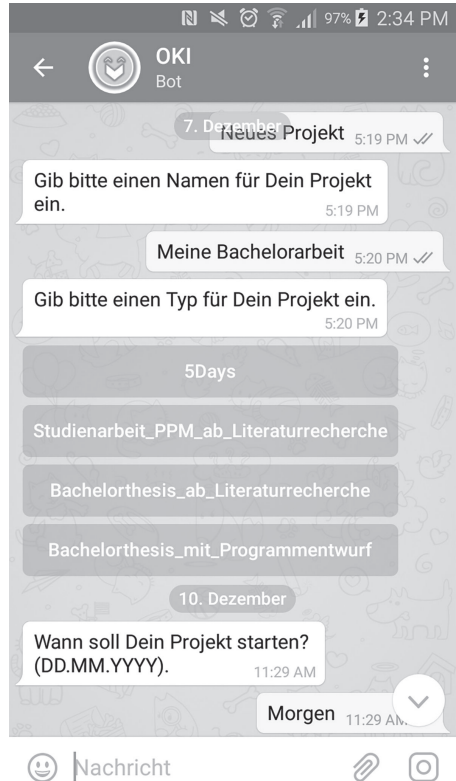 97% 2:34 PM
OKI
Bot
7. Dezember
Neues Projekt 5:19 PM
Gib bitte einen Namen für Dein Projekt
ein.
5:19 PM
Meine Bachelorarbeit 5:20 PM
Gib bitte einen Typ für Dein Projekt ein.
5:20 PM
5Days
Studienarbeit_PPM_ab_Literaturrecherche
Bachelorthesis_ab_Literaturrecherche
Bachelorthesis_mit_Programmentwurf
10. Dezember
Wann soll Dein Projekt starten?
(DD.MM.YYYY). 11:29 AM
Morgen 11:29 AM
Nachricht